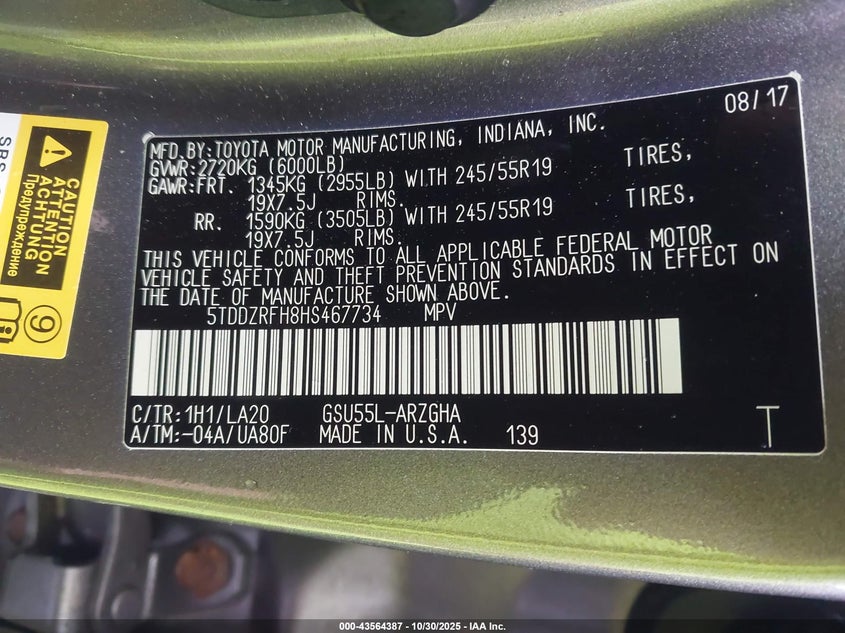 08/17
MFD. BY: TOYOTA MOTOR MANUFACTURING, INDIANA, INC.
GVWR: 2720KG (6000LB)
GAWR: FRT. 1345KG (2955LB) WITH 245/55R19 TIRES,
19X7.5J RIMS.
RR. 1590KG (3505LB) WITH 245/55R19 TIRES,
19X7.5J RIMS.
THIS VEHICLE CONFORMS TO ALL APPLICABLE FEDERAL MOTOR
VEHICLE SAFETY AND THEFT PREVENTION STANDARDS IN EFFECT ON
THE DATE OF MANUFACTURE SHOWN ABOVE.
5TDDZRFH8HS467734 MPV
C/TR: 1H1/LA20 GSU55L-ARZGHA
A/TM: -04A/UA80F MADE IN U.S.A. 139 T
CAUTION
ATTENTION
ACHTUNG
Предупреждение
9
SRS
000-43564387 - 10/30/2025 - IAA Inc.